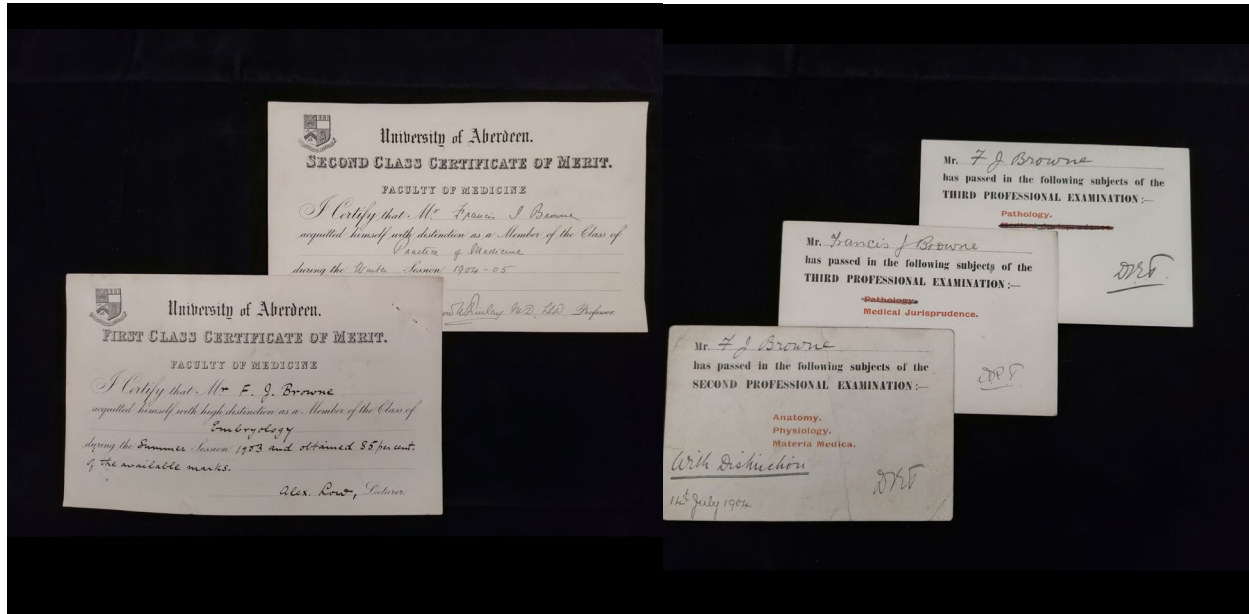 University of Aberdeen.
SECOND CLASS CERTIFICATE OF MERIT.
FACULTY OF MEDICINE
I Certify that Mr Francis J Browne
acquitted himself with distinction as a Member of the Class of
Practice of Medicine
during the Winter Session 1904-05
Finlay M.D. LLD Professor.
University of Aberdeen.
FIRST CLASS CERTIFICATE OF MERIT.
FACULTY OF MEDICINE
I Certify that Mr F. J. Browne
acquitted himself with high distinction as a Member of the Class of
Embryology
during the Summer Session 1903 and obtained 85 per cent.
of the available marks.
Alex. Low, Lecturer
Mr. F J Browne
has passed in the following subjects of the
THIRD PROFESSIONAL EXAMINATION:—
Pathology.
Medical Jurisprudence.
Mr. Francis J Browne
has passed in the following subjects of the
THIRD PROFESSIONAL EXAMINATION:—
Pathology.
Medical Jurisprudence.
Mr. F J Browne
has passed in the following subjects of the
SECOND PROFESSIONAL EXAMINATION:—
Anatomy.
Physiology.
Materia Medica.
With Distinction
14th July 1904